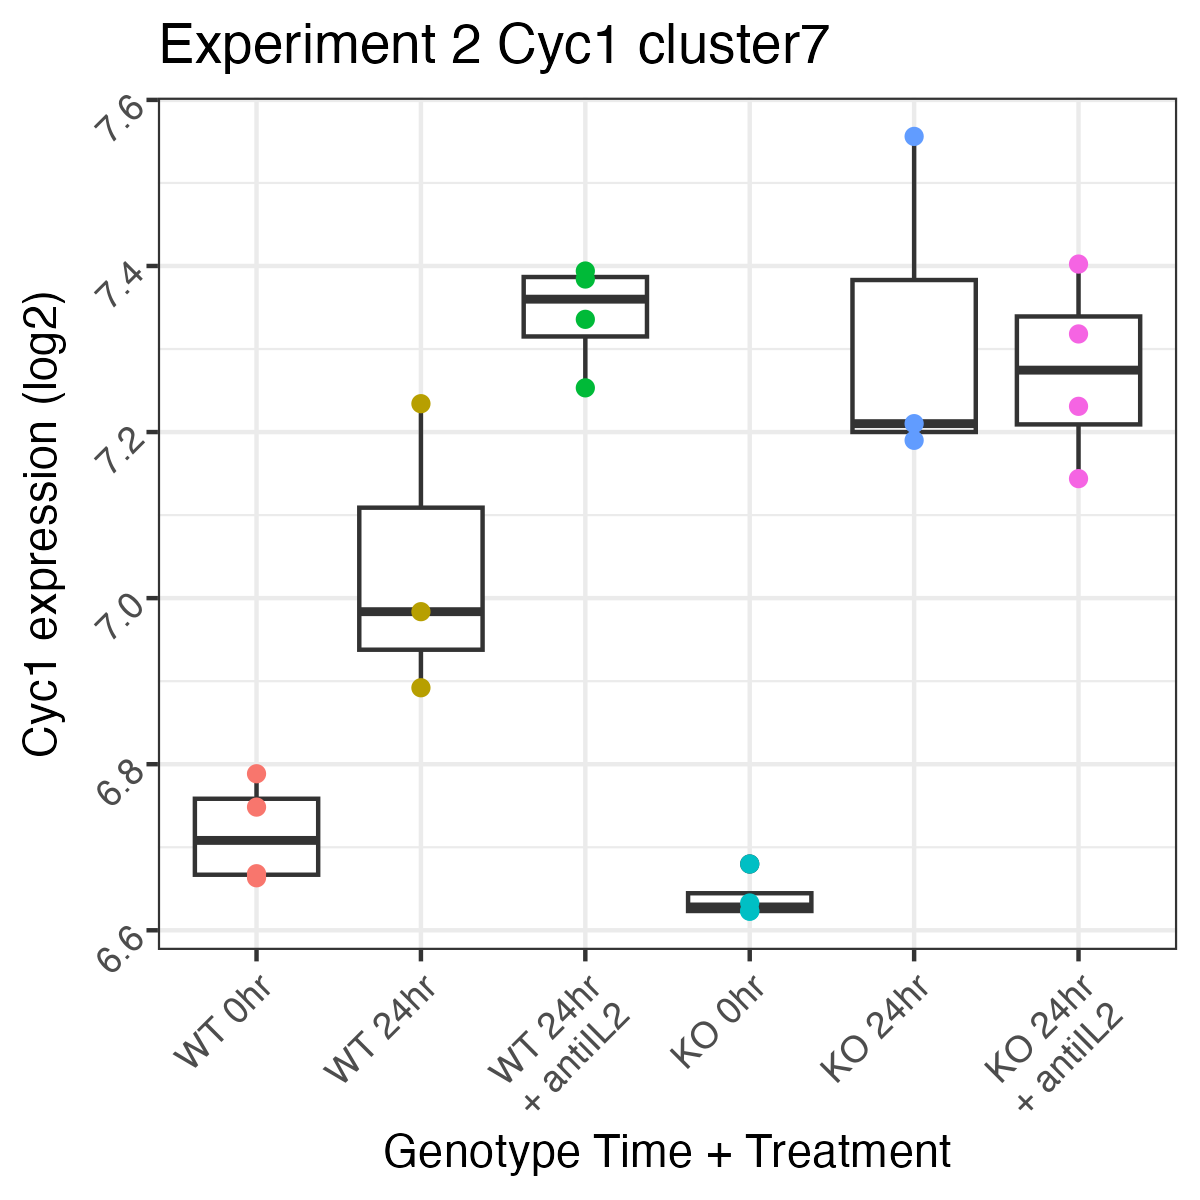 Experiment 2 Cyc1 cluster7
Cyc1 expression (log2)
7.6
7.4
7.2
7.0
6.8
6.6
WT 0hr
WT 24hr
WT 24hr
+ antiIL2
KO 0hr
KO 24hr
KO 24hr
+ antiIL2
Genotype Time + Treatment